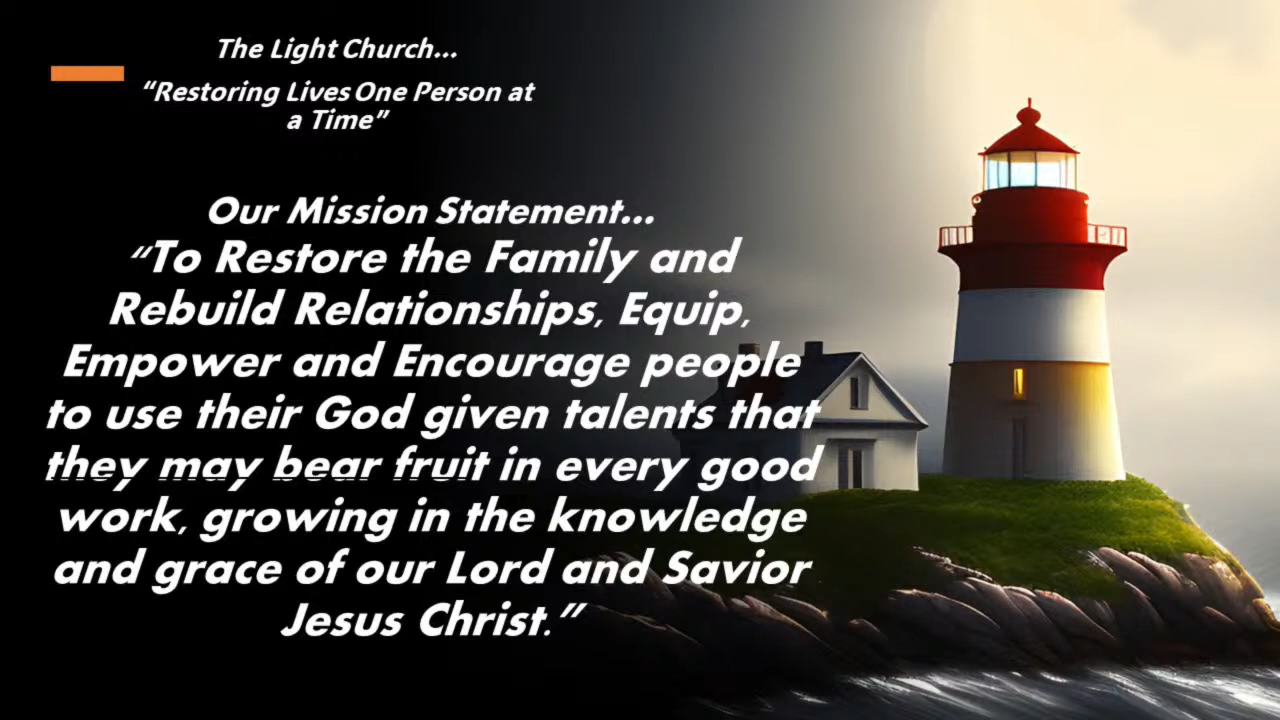 The Light Church...
“Restoring Lives One Person at
a Time”
Our Mission Statement...
“To Restore the Family and
Rebuild Relationships, Equip,
Empower and Encourage people
to use their God given talents that
they may bear fruit in every good
work, growing in the knowledge
and grace of our Lord and Savior
Jesus Christ.”